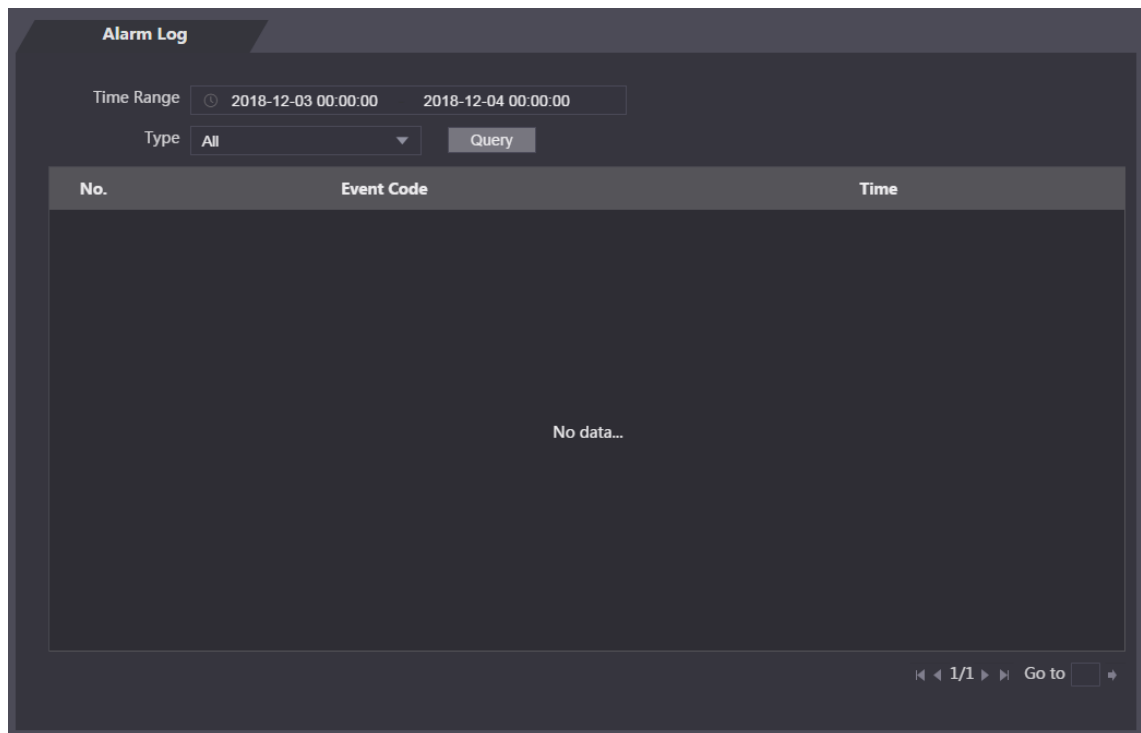 Alarm Log
Time Range 2018-12-03 00:00:00 2018-12-04 00:00:00
Type All Query
No. Event Code Time
No data...
1/1 Go to